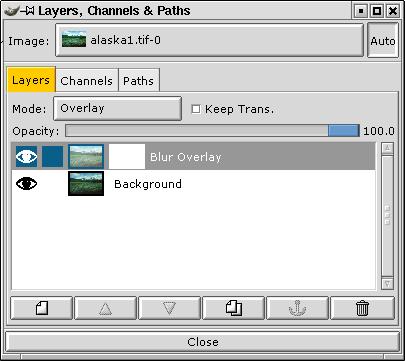 Layers, Channels & Paths
Image: alaska1.tif-0 Auto
Layers Channels Paths
Mode: Overlay Keep Trans.
Opacity: 100.0
Blur Overlay
Background
Close